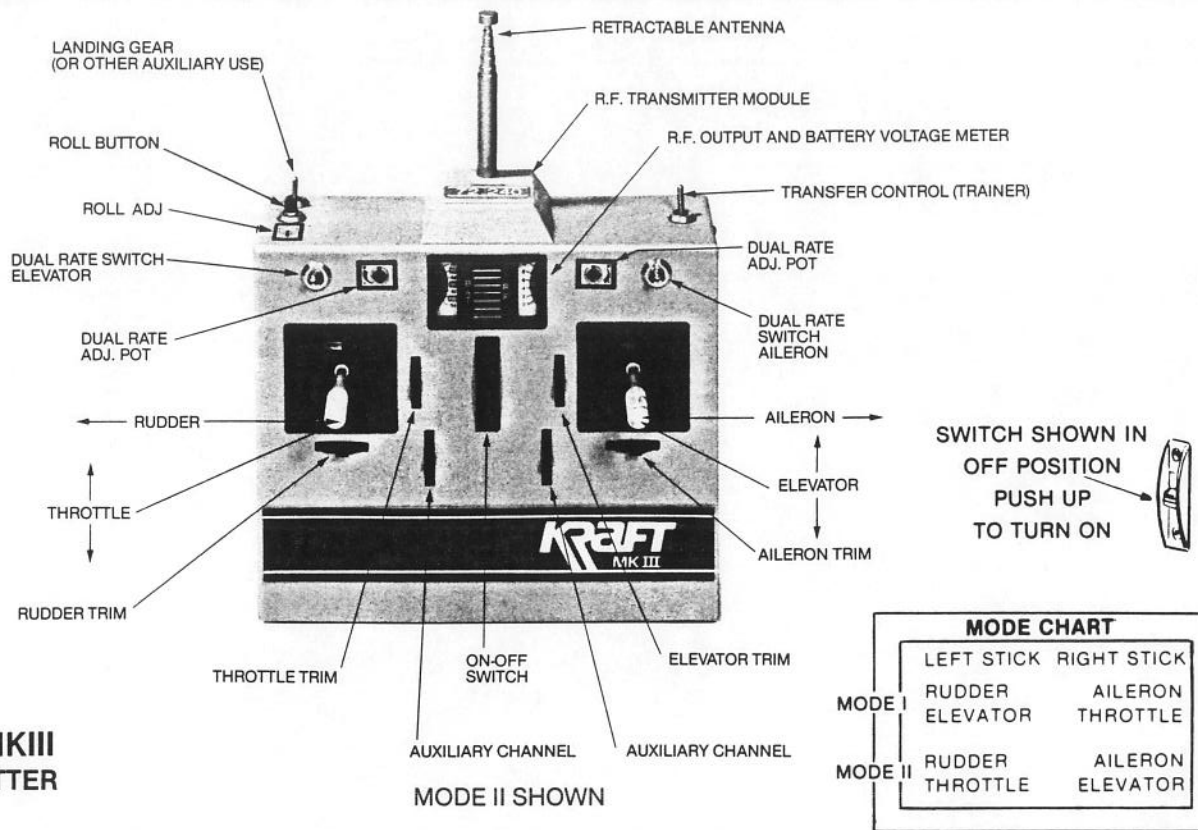 RETRACTABLE ANTENNA
LANDING GEAR
(OR OTHER AUXILIARY USE)
R.F. TRANSMITTER MODULE
ROLL BUTTON
R.F. OUTPUT AND BATTERY VOLTAGE METER
TRANSFER CONTROL (TRAINER)
72.240
ROLL ADJ
DUAL RATE SWITCH
ELEVATOR
DUAL RATE
ADJ. POT
DUAL RATE
ADJ. POT
DUAL RATE
SWITCH
AILERON
RUDDER
AILERON
THROTTLE
ELEVATOR
SWITCH SHOWN IN
OFF POSITION
PUSH UP
TO TURN ON
KRAFT
MK III
AILERON TRIM
RUDDER TRIM
THROTTLE TRIM
ON-OFF
SWITCH
ELEVATOR TRIM
AUXILIARY CHANNEL
AUXILIARY CHANNEL
MKIII
TTER
MODE II SHOWN
MODE CHART
LEFT STICK RIGHT STICK
MODE I RUDDER AILERON
ELEVATOR THROTTLE
MODE II RUDDER AILERON
THROTTLE ELEVATOR